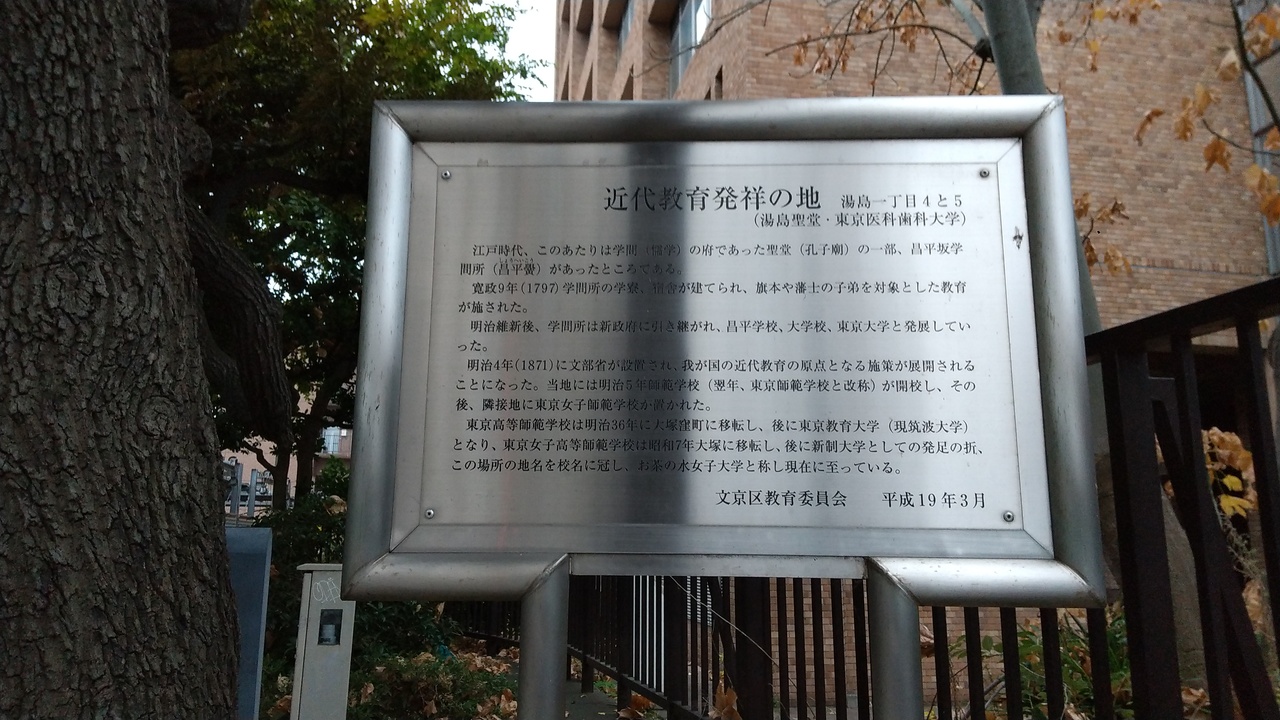 近代教育発祥の地 湯島一丁目4と5
(湯島聖堂・東京医科歯科大学)
江戸時代、このあたりは学問(儒学)の府であった聖堂(孔子廟)の一部、昌平坂学
問所(昌平黌)があったところである。
寛政9年(1797)学問所の学寮、宿舎が建てられ、旗本や藩士の子弟を対象とした教育
が施された。
明治維新後、学問所は新政府に引き継がれ、昌平学校、大学校、東京大学と発展してい
った。
明治4年(1871)に文部省が設置され、我が国の近代教育の原点となる施策が展開される
ことになった。当地には明治5年師範学校(翌年、東京師範学校と改称)が開校し、その
後、隣接地に東京女子師範学校が置かれた。
東京高等師範学校は明治36年に大塚窪町に移転し、後に東京教育大学(現筑波大学)
となり、東京女子高等師範学校は昭和7年大塚に移転し、後に新制大学としての発足の折、
この場所の地名を校名に冠し、お茶の水女子大学と称し現在に至っている。
文京区教育委員会 平成19年3月